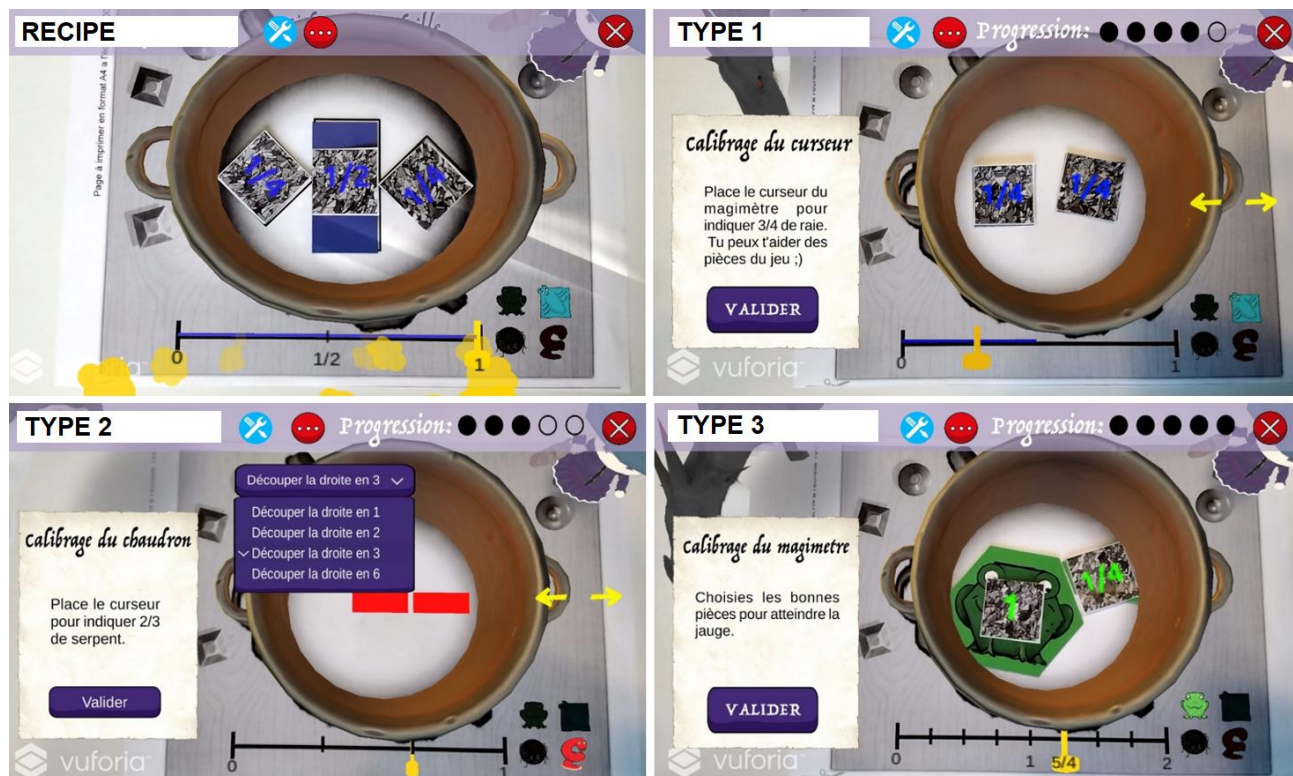 RECIPE
Page à imprimer en format A4 a l'
1/2
1/4
0
1/2
1
vuforia
TYPE 1
Progression:
Calibrage du curseur
Place le curseur du
magimètre pour
indiquer 3/4 de raie.
Tu peux t'aider des
pièces du jeu ;)
VALIDER
1/4
1/4
0
1
vuforia
TYPE 2
Progression:
Découper la droite en 3
Découper la droite en 1
Découper la droite en 2
Découper la droite en 3
Découper la droite en 6
Calibrage du chaudron
Place le curseur
pour indiquer 2/3
de serpent.
Valider
0
1
vuforia
TYPE 3
Progression:
Calibrage du magimetre
Choisies les bonnes
pièces pour atteindre la
jauge.
VALIDER
1
1/4
0
1
5/4
2
vuforia